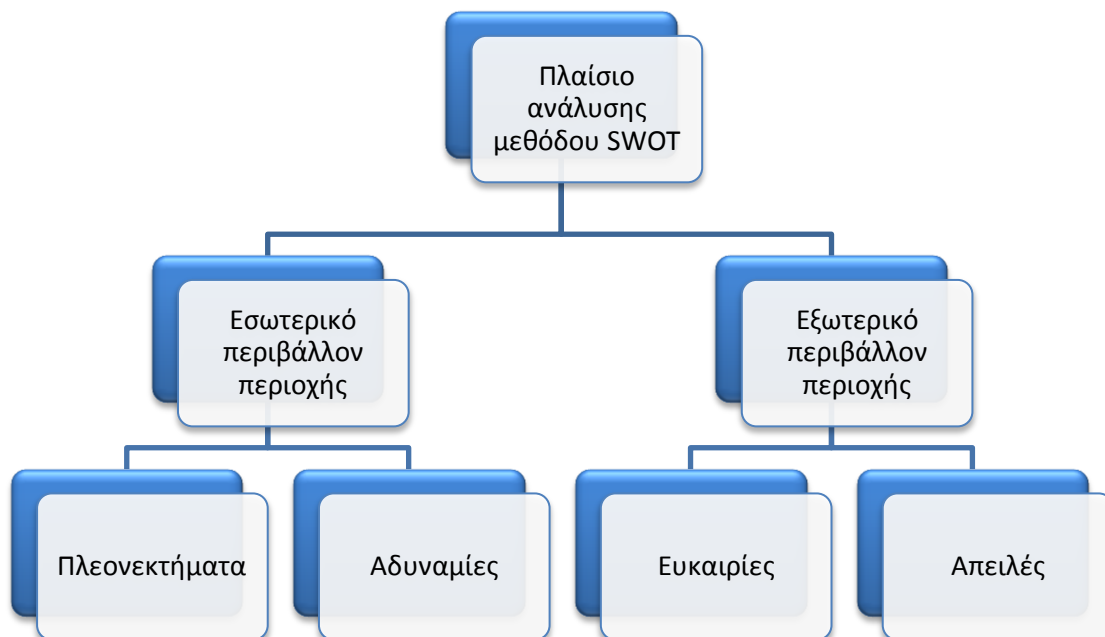 Πλαίσιο
ανάλυσης
μεθόδου SWOT
Εσωτερικό
περιβάλλον
περιοχής
Εξωτερικό
περιβάλλον
περιοχής
Πλεονεκτήματα
Αδυναμίες
Ευκαιρίες
Απειλές